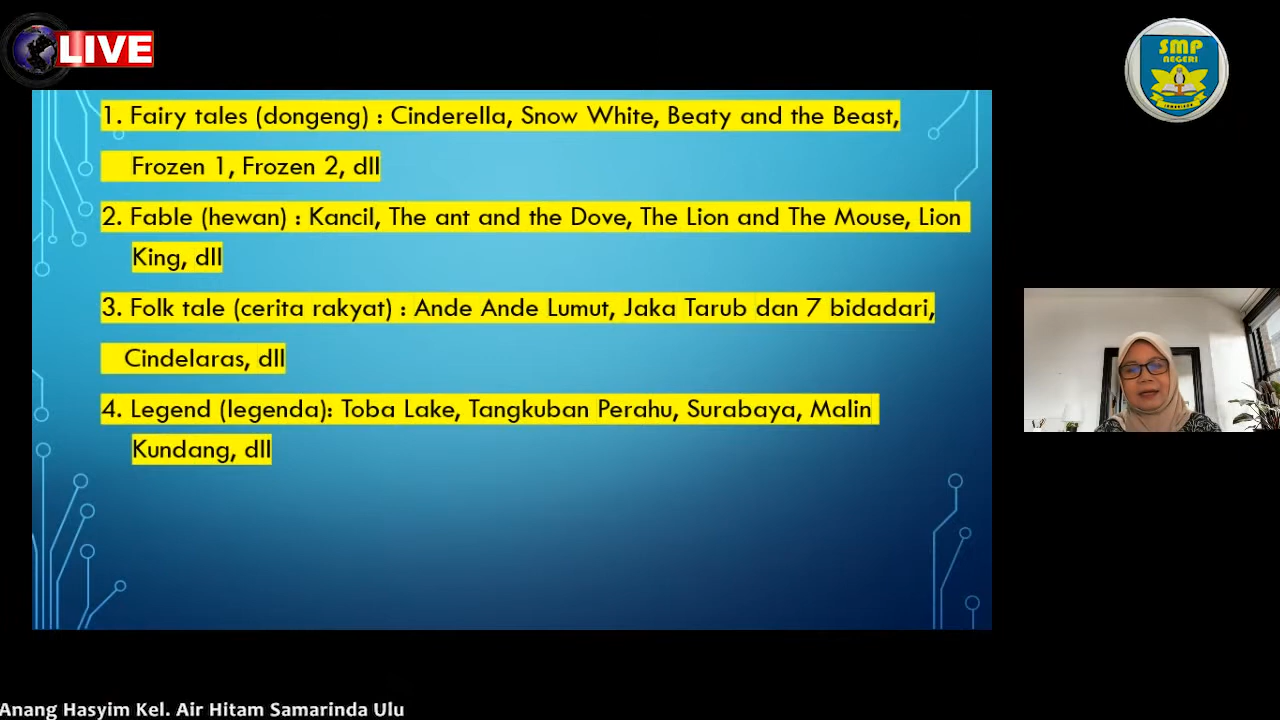 LIVE
SMP
NEGERI
1. Fairy tales (dongeng) : Cinderella, Snow White, Beaty and the Beast,
Frozen 1, Frozen 2, dll
2. Fable (hewan) : Kancil, The ant and the Dove, The Lion and The Mouse, Lion
King, dll
3. Folk tale (cerita rakyat) : Ande Ande Lumut, Jaka Tarub dan 7 bidadari,
Cindelaras, dll
4. Legend (legenda): Toba Lake, Tangkuban Perahu, Surabaya, Malin
Kundang, dll
Anang Hasyim Kel. Air Hitam Samarinda Ulu